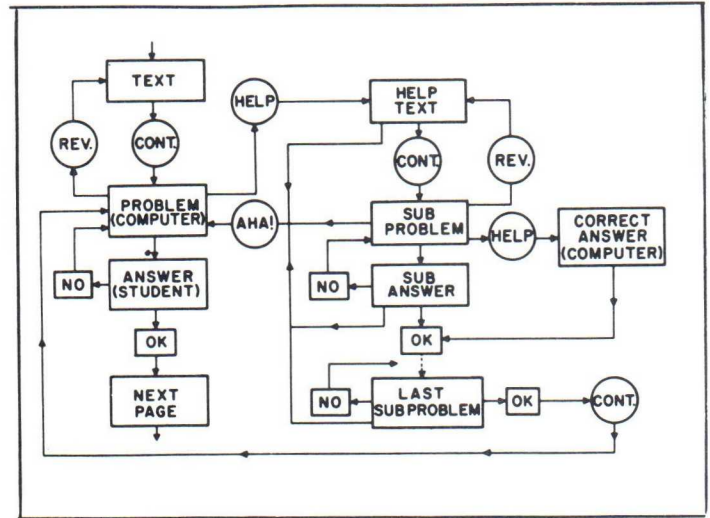 TEXT
REV.
CONT.
PROBLEM
(COMPUTER)
NO
ANSWER
(STUDENT)
OK
NEXT
PAGE
HELP
AHA!
HELP
TEXT
CONT.
REV.
SUB
PROBLEM
HELP
CORRECT
ANSWER
(COMPUTER)
NO
SUB
ANSWER
OK
NO
LAST
SUBPROBLEM
OK
CONT.